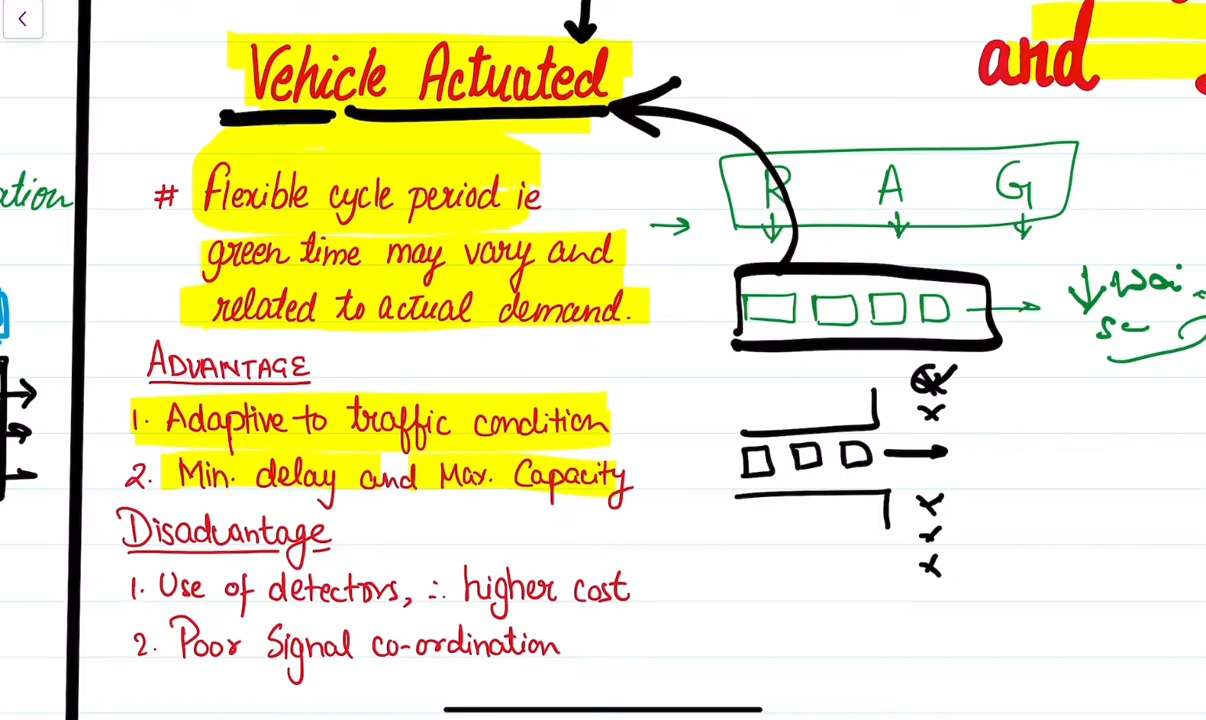 Vehicle Actuated
and
# flexible cycle period ie
green time may vary and
related to actual demand.
ADVANTAGE
1. Adaptive to traffic condition
2. Min. delay and Max. Capacity
Disadvantage
1. Use of detectors, ∴ higher cost
2. Poor Signal co-ordination
R A G